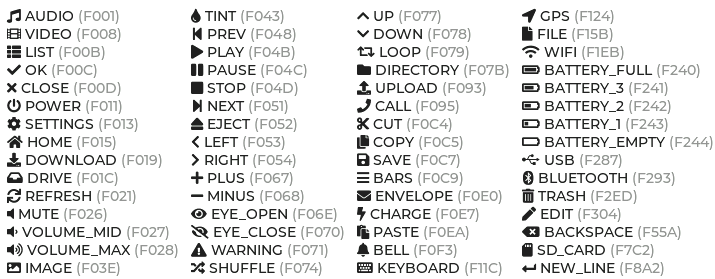 AUDIO (F001)
VIDEO (F008)
LIST (F00B)
OK (F00C)
CLOSE (F00D)
POWER (F011)
SETTINGS (F013)
HOME (F015)
DOWNLOAD (F019)
DRIVE (F01C)
REFRESH (F021)
MUTE (F026)
VOLUME_MID (F027)
VOLUME_MAX (F028)
IMAGE (F03E)
TINT (F043)
PREV (F048)
PLAY (F04B)
PAUSE (F04C)
STOP (F04D)
NEXT (F051)
EJECT (F052)
LEFT (F053)
RIGHT (F054)
PLUS (F067)
MINUS (F068)
EYE_OPEN (F06E)
EYE_CLOSE (F070)
WARNING (F071)
SHUFFLE (F074)
UP (F077)
DOWN (F078)
LOOP (F079)
DIRECTORY (F07B)
UPLOAD (F093)
CALL (F095)
CUT (F0C4)
COPY (F0C5)
SAVE (F0C7)
BARS (F0C9)
ENVELOPE (F0E0)
CHARGE (F0E7)
PASTE (F0EA)
BELL (F0F3)
KEYBOARD (F11C)
GPS (F124)
FILE (F15B)
WIFI (F1EB)
BATTERY_FULL (F240)
BATTERY_3 (F241)
BATTERY_2 (F242)
BATTERY_1 (F243)
BATTERY_EMPTY (F244)
USB (F287)
BLUETOOTH (F293)
TRASH (F2ED)
EDIT (F304)
BACKSPACE (F55A)
SD_CARD (F7C2)
NEW_LINE (F8A2)